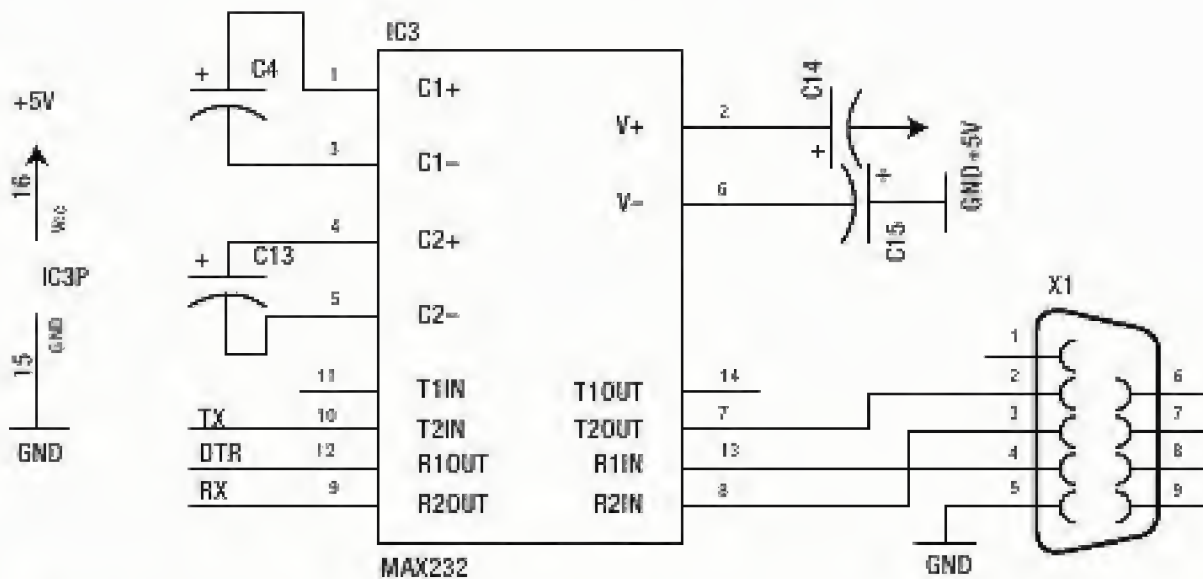 IC3
C4
+
1
C1+
3
C1-
+5V
16
IC3P
15
GND
GND
4
C2+
+
C13
5
C2-
C14
2
V+
+
GND +5V
6
V-
+
C15
X1
11
T1IN
T1OUT
14
TX
10
T2IN
T2OUT
7
DTR
12
R1OUT
R1IN
13
RX
9
R2OUT
R2IN
8
MAX232
1
2
3
4
5
6
7
8
9
GND